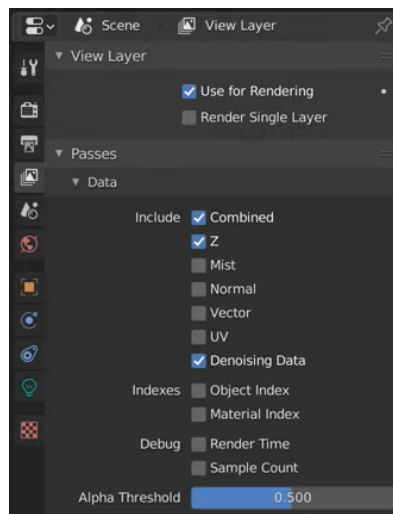 Scene View Layer
View Layer
Use for Rendering
Render Single Layer
Passes
Data
Include Combined
Z
Mist
Normal
Vector
UV
Denoising Data
Indexes Object Index
Material Index
Debug Render Time
Sample Count
Alpha Threshold 0.500